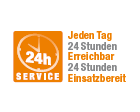 24h
SERVICE
Jeden Tag
24 Stunden
Erreichbar
24 Stunden
Einsatzbereit